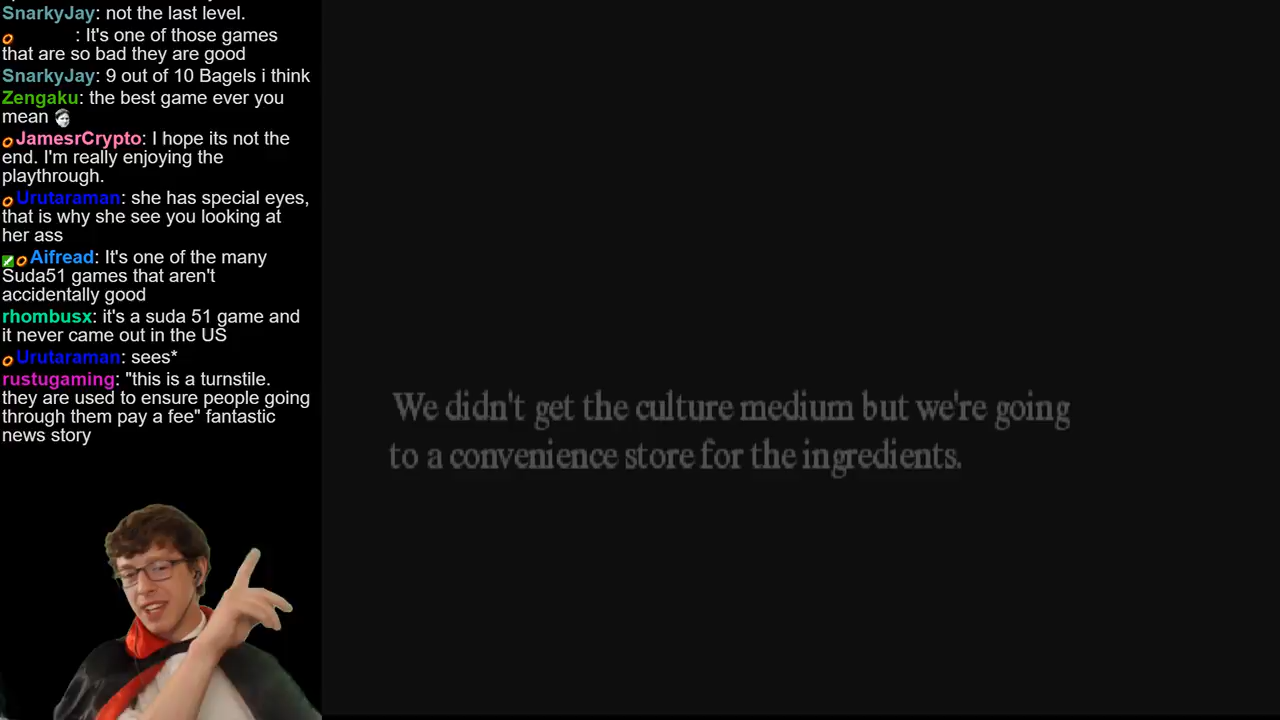 SnarkyJay: not the last level.
: It's one of those games
that are so bad they are good
SnarkyJay: 9 out of 10 Bagels i think
Zengaku: the best game ever you
mean
JamesrCrypto: I hope its not the
end. I'm really enjoying the
playthrough.
Urutaraman: she has special eyes,
that is why she see you looking at
her ass
Aifread: It's one of the many
Suda51 games that aren't
accidentally good
rhombusx: it's a suda 51 game and
it never came out in the US
Urutaraman: sees*
rustugaming: "this is a turnstile.
they are used to ensure people going
through them pay a fee" fantastic
news story
We didn't get the culture medium but we're going
to a convenience store for the ingredients.